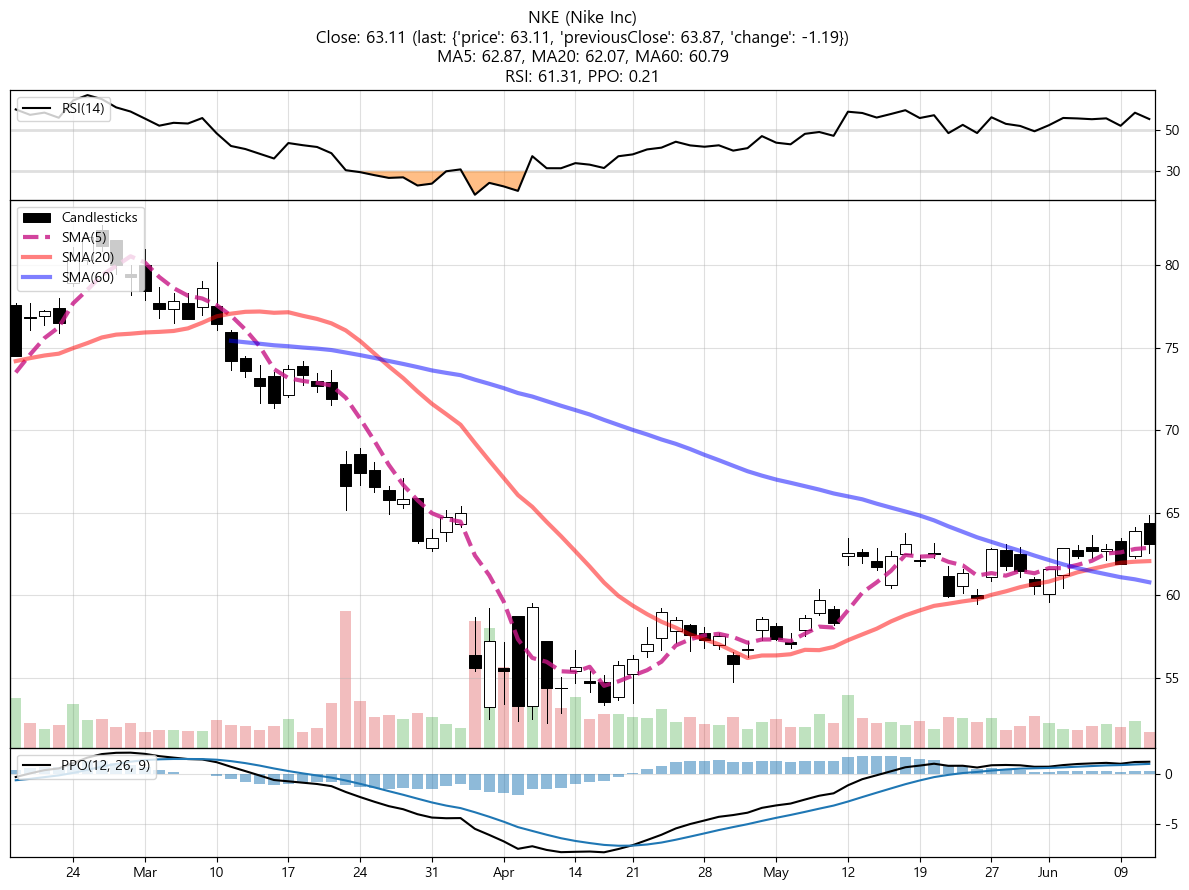 NKE (Nike Inc)
Close: 63.11 (last: {'price': 63.11, 'previousClose': 63.87, 'change': -1.19})
MA5: 62.87, MA20: 62.07, MA60: 60.79
RSI: 61.31, PPO: 0.21
RSI(14)
50
30
Candlesticks
SMA(5)
SMA(20)
SMA(60)
80
75
70
65
60
55
PPO(12, 26, 9)
0
-5
24 Mar 10 17 24 31 Apr 14 21 28 May 12 19 27 Jun 09